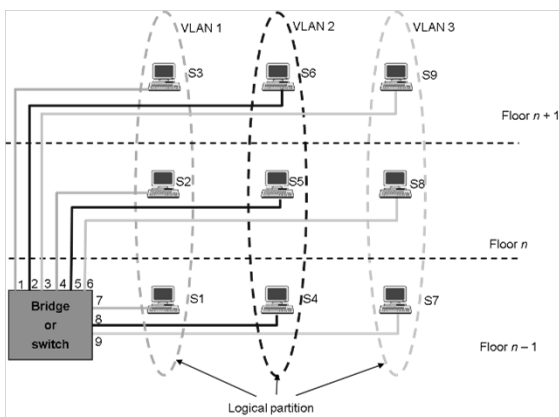 VLAN 1
VLAN 2
VLAN 3
S3
S6
S9
Floor n + 1
S2
S5
S8
Floor n
1 2 3 4 5 6
Bridge
or
switch
7
8
9
S1
S4
S7
Floor n – 1
Logical partition